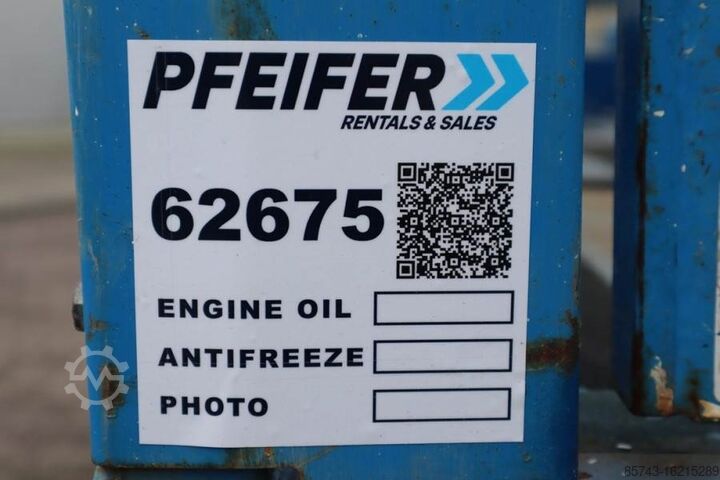 PFEIFER
RENTALS & SALES
62675
ENGINE OIL
ANTIFREEZE
PHOTO
85743-16215289